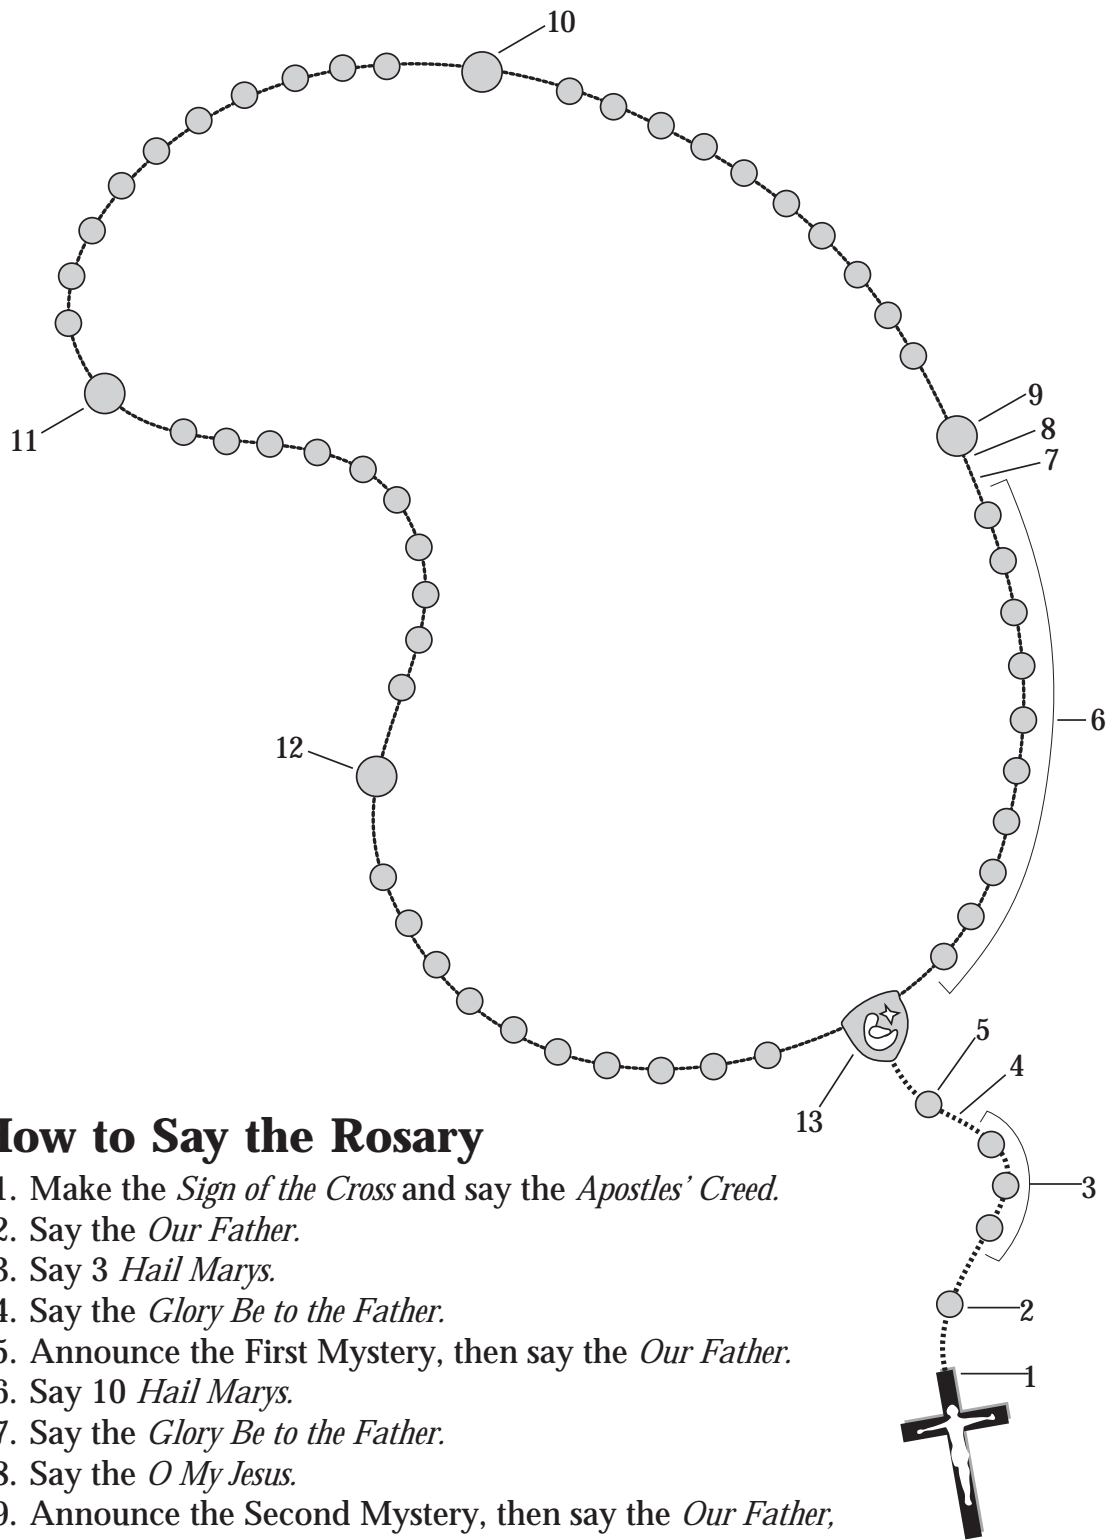 10
9
8
7
11
6
12
5
4
13
3
2
1
How to Say the Rosary
1. Make the Sign of the Cross and say the Apostles’ Creed.
2. Say the Our Father.
3. Say 3 Hail Marys.
4. Say the Glory Be to the Father.
5. Announce the First Mystery, then say the Our Father.
6. Say 10 Hail Marys.
7. Say the Glory Be to the Father.
8. Say the O My Jesus.
9. Announce the Second Mystery, then say the Our Father,